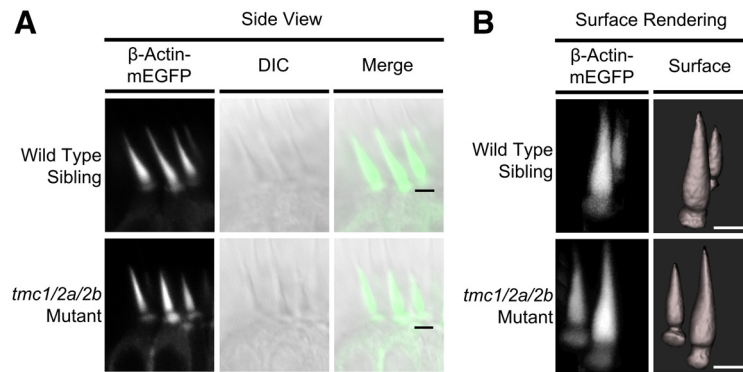 A
Side View
β-Actin-
mEGFP
DIC
Merge
Wild Type
Sibling
tmc1/2a/2b
Mutant
B
Surface Rendering
β-Actin-
mEGFP
Surface
Wild Type
Sibling
tmc1/2a/2b
Mutant